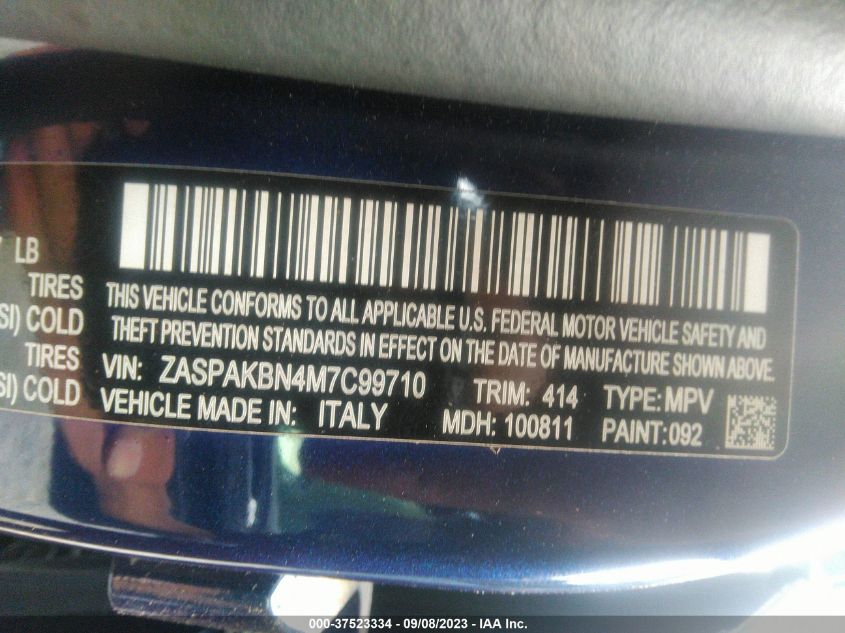 LB
TIRES
SI) COLD
TIRES
SI) COLD
THIS VEHICLE CONFORMS TO ALL APPLICABLE U.S. FEDERAL MOTOR VEHICLE SAFETY AND
THEFT PREVENTION STANDARDS IN EFFECT ON THE DATE OF MANUFACTURE SHOWN ABOVE.
VIN: ZASPAKBN4M7C99710 TRIM: 414 TYPE: MPV
VEHICLE MADE IN: ITALY MDH: 100811 PAINT: 092
000-37523334 - 09/08/2023 - IAA Inc.